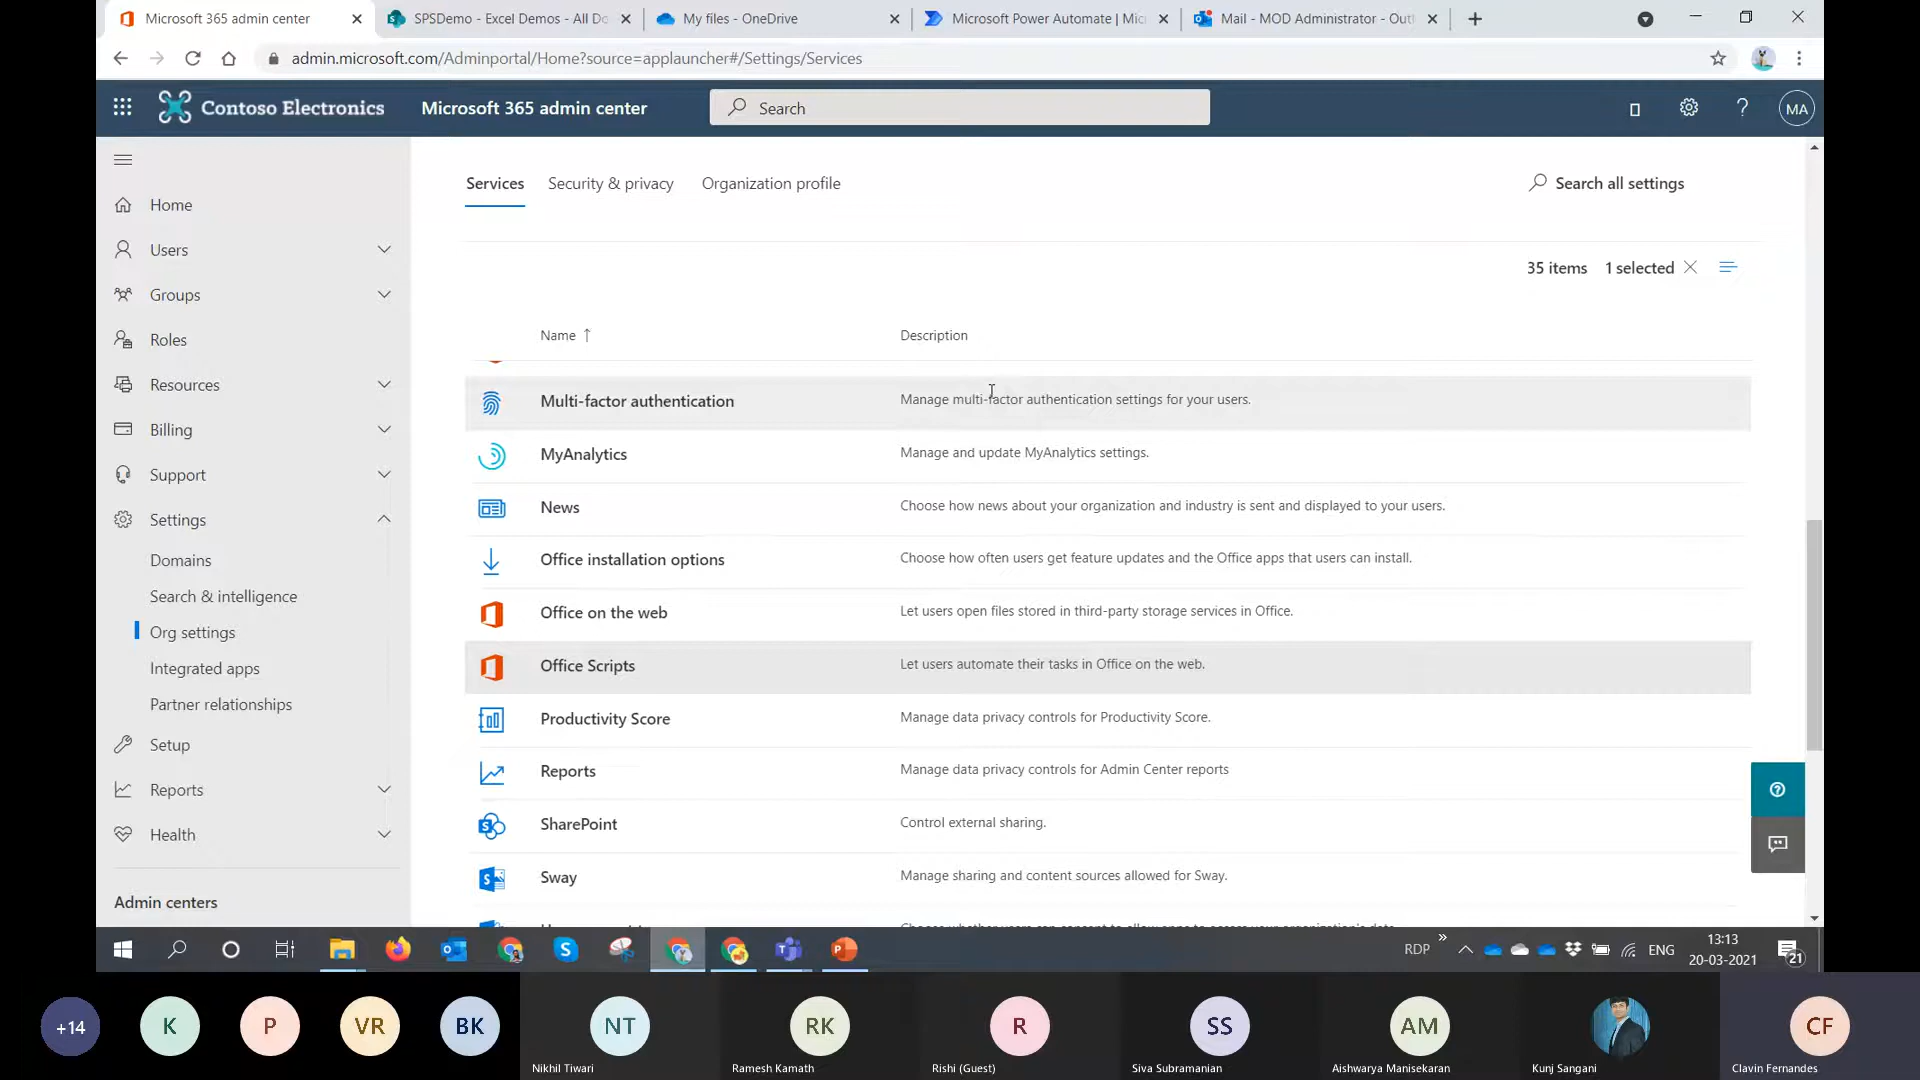 Microsoft 365 admin center
SPSDemo - Excel Demos - All Do
My files - OneDrive
Microsoft Power Automate | Mic
Mail - MOD Administrator - Outl
admin.microsoft.com/Adminportal/Home?source=applauncher#/Settings/Services
Contoso Electronics
Microsoft 365 admin center
Search
MA
Services
Security & privacy
Organization profile
Search all settings
35 items
1 selected
Name ↑
Description
Home
Users
Groups
Roles
Resources
Billing
Support
Settings
Domains
Search & intelligence
Org settings
Integrated apps
Partner relationships
Setup
Reports
Health
Admin centers
Multi-factor authentication
Manage multi-factor authentication settings for your users.
MyAnalytics
Manage and update MyAnalytics settings.
News
Choose how news about your organization and industry is sent and displayed to your users.
Office installation options
Choose how often users get feature updates and the Office apps that users can install.
Office on the web
Let users open files stored in third-party storage services in Office.
Office Scripts
Let users automate their tasks in Office on the web.
Productivity Score
Manage data privacy controls for Productivity Score.
Reports
Manage data privacy controls for Admin Center reports
SharePoint
Control external sharing.
Sway
Manage sharing and content sources allowed for Sway.
RDP
ENG
13:13
20-03-2021
21
+14
K
P
VR
BK
NT
Nikhil Tiwari
RK
Ramesh Kamath
R
Rishi (Guest)
SS
Siva Subramanian
AM
Aishwarya Manisekaran
Kunj Sangani
CF
Clavin Fernandes